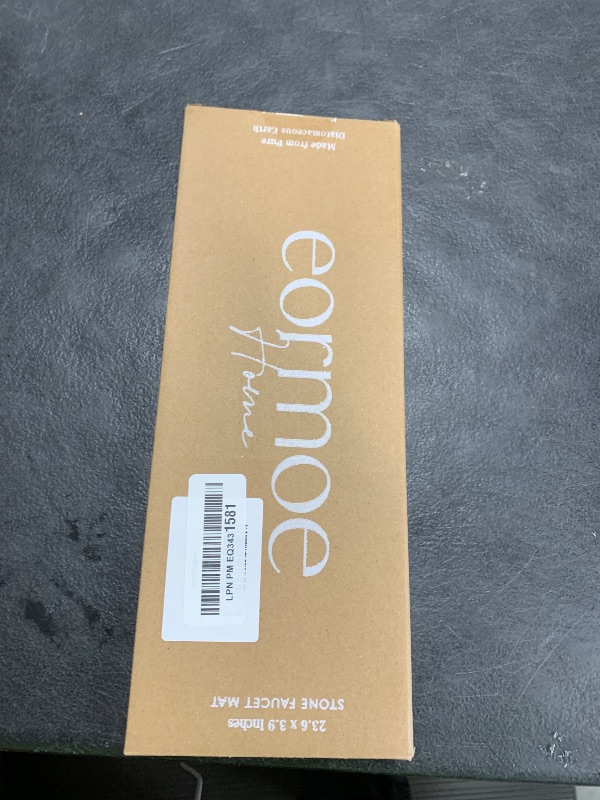 Made from Pure
Diatomaceous Earth
eormoe
Home
LPN PM EQ3431581
STONE FAUCET MAT
23.6 x 3.9 Inches